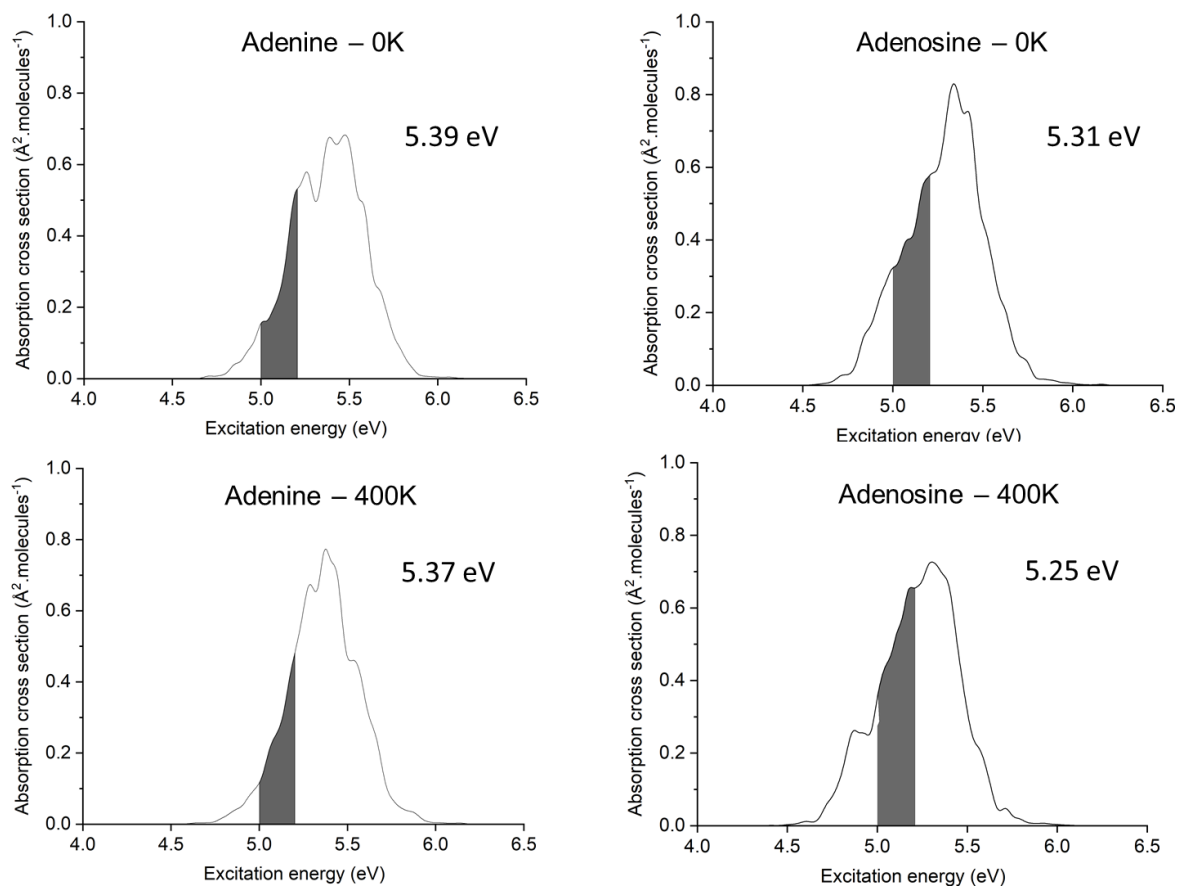 Adenine – 0K
5.39 eV
Absorption cross section (Å².molecules⁻¹)
1.0
0.8
0.6
0.4
0.2
0.0
4.0 4.5 5.0 5.5 6.0 6.5
Excitation energy (eV)
Adenosine – 0K
5.31 eV
Absorption cross section (Å².molecules⁻¹)
1.0
0.8
0.6
0.4
0.2
0.0
4.0 4.5 5.0 5.5 6.0 6.5
Excitation energy (eV)
Adenine – 400K
5.37 eV
Absorption cross section (Å².molecules⁻¹)
1.0
0.8
0.6
0.4
0.2
0.0
4.0 4.5 5.0 5.5 6.0 6.5
Excitation energy (eV)
Adenosine – 400K
5.25 eV
Absorption cross section (Å².molecules⁻¹)
1.0
0.8
0.6
0.4
0.2
0.0
4.0 4.5 5.0 5.5 6.0 6.5
Excitation energy (eV)